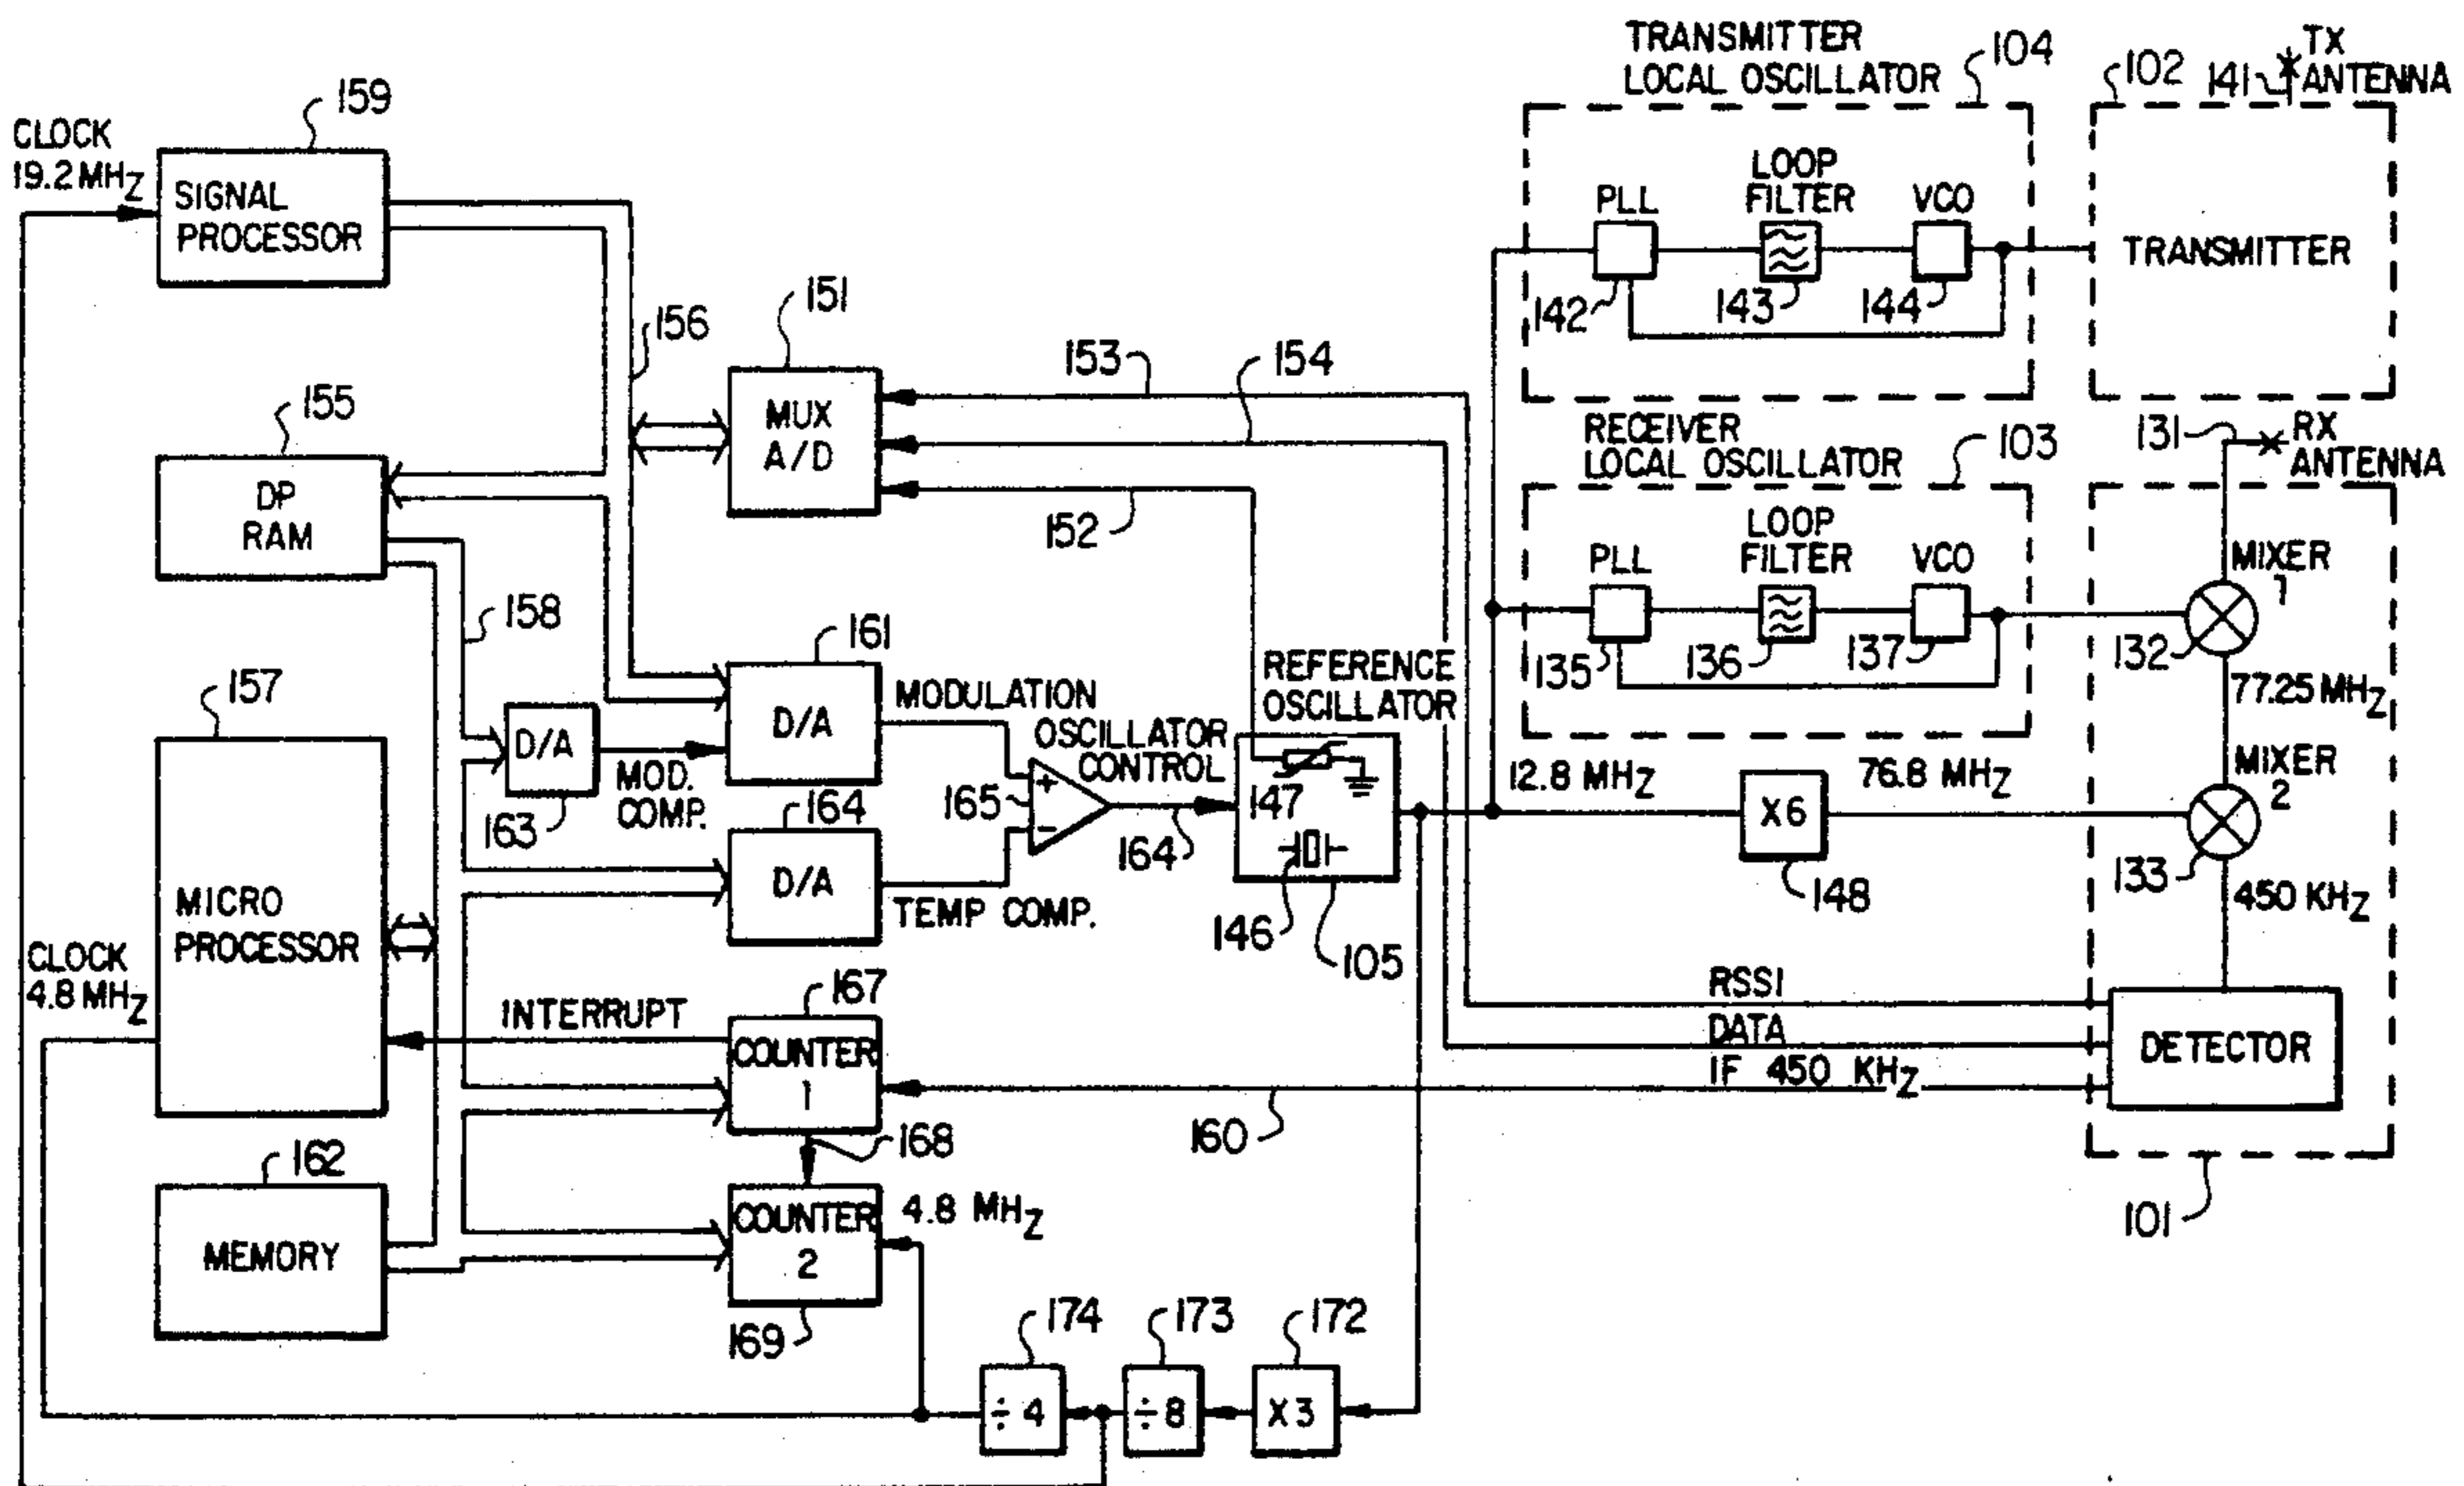 TRANSMITTER
LOCAL OSCILLATOR
104
102
141
TX
ANTENNA
159
CLOCK
19.2 MHZ
SIGNAL
PROCESSOR
LOOP
FILTER
PLL
VCO
TRANSMITTER
142
143
144
151
156
153
154
155
MUX
A/D
DP
RAM
152
RECEIVER
LOCAL OSCILLATOR
103
131
RX
ANTENNA
LOOP
FILTER
PLL
VCO
MIXER
1
135
136
137
132
77.25 MHZ
158
161
157
D/A
MODULATION
OSCILLATOR
CONTROL
REFERENCE
OSCILLATOR
D/A
MOD.
COMP.
163
164
165
+
-
147
12.8 MHZ
76.8 MHZ
MIXER
2
X6
148
133
450 KHZ
D/A
TEMP COMP.
164
146
105
MICRO
PROCESSOR
CLOCK
4.8 MHZ
INTERRUPT
167
COUNTER
1
RSSI
DATA
IF 450 KHZ
DETECTOR
168
160
101
162
MEMORY
COUNTER
2
4.8 MHZ
169
174
173
172
÷4
÷8
X3